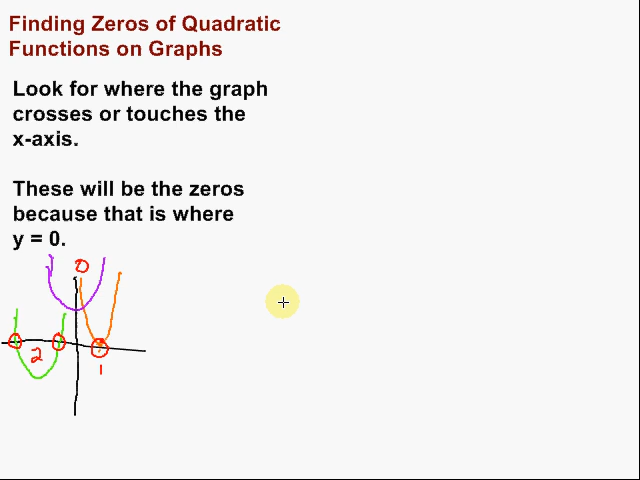 Finding Zeros of Quadratic
Functions on Graphs
Look for where the graph
crosses or touches the
x-axis.
These will be the zeros
because that is where
y = 0.
0
2
1